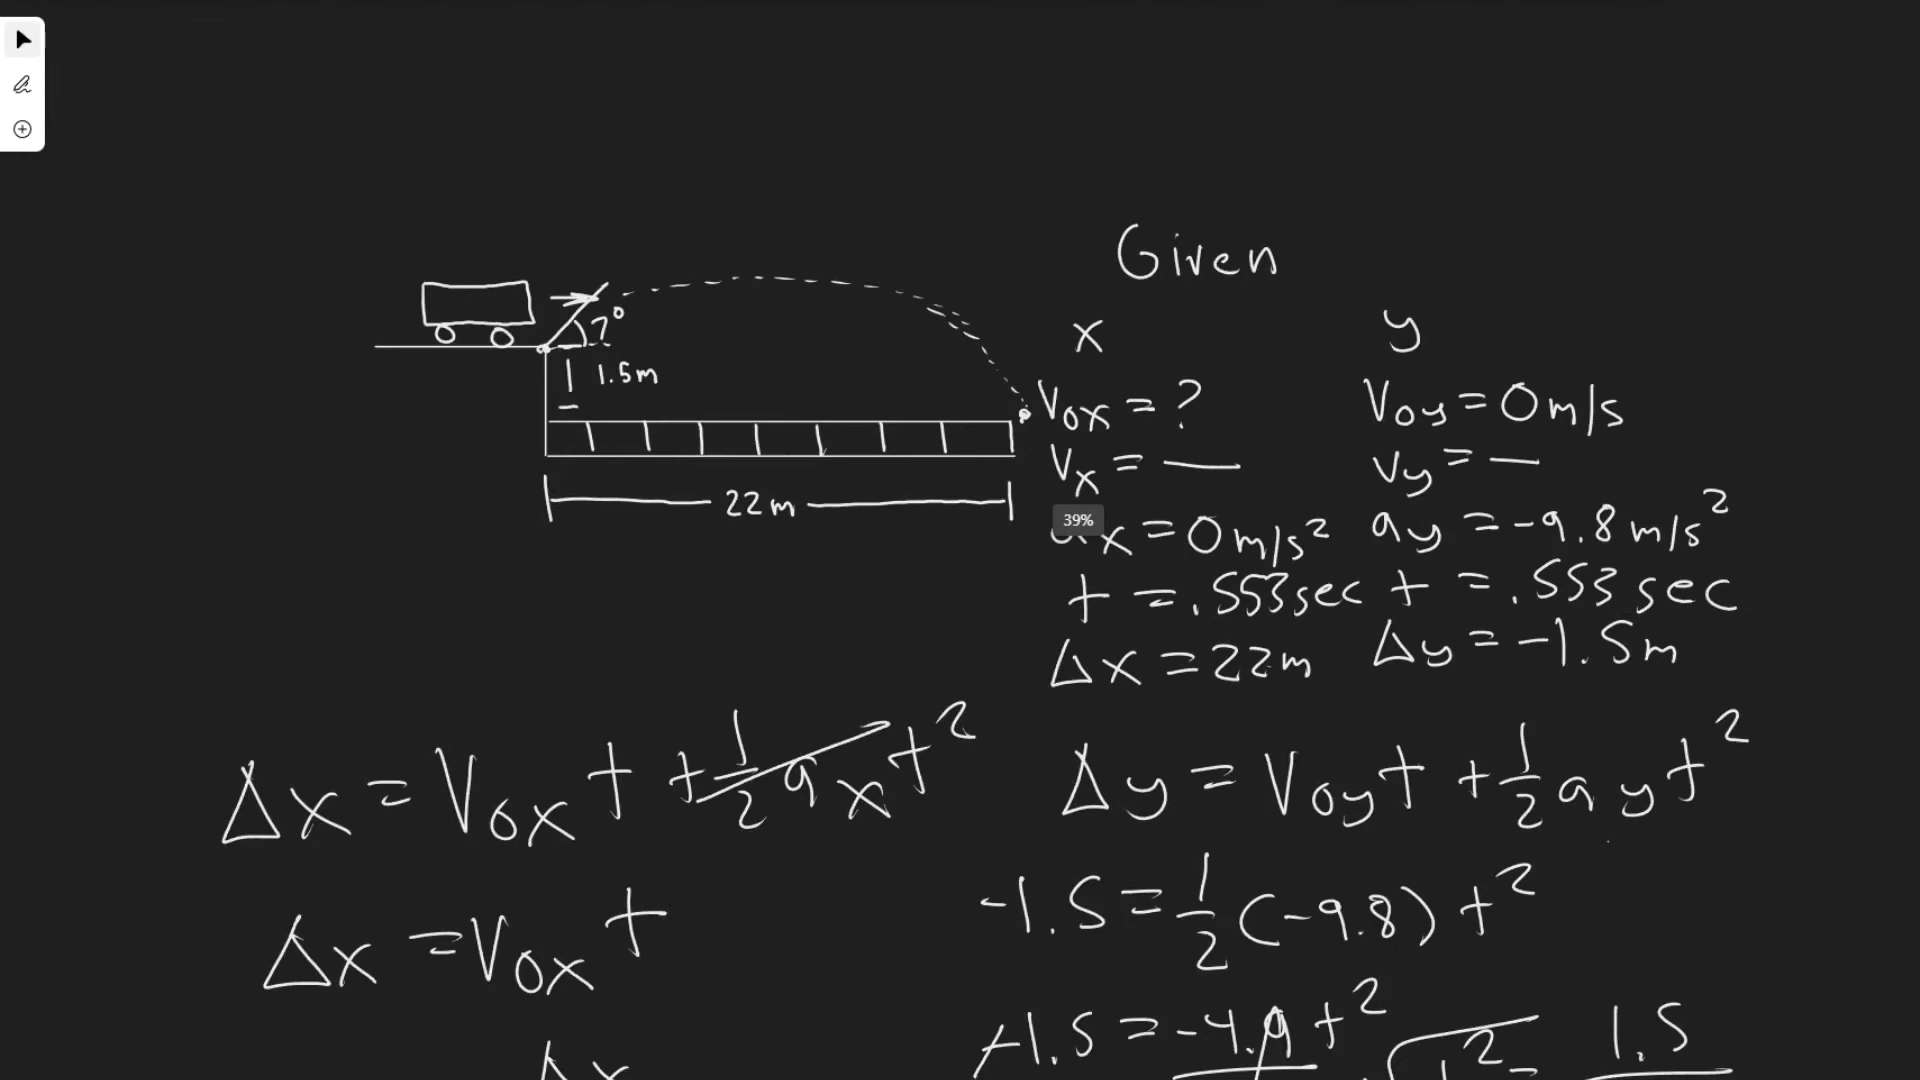 Given
x y
7°
1.5m
22m
Vox = ? Voy = 0 m/s
Vx = — Vy = —
39%
ax = 0 m/s² ay = -9.8 m/s²
t = .553 sec t = .553 sec
Δx = 22m Δy = -1.5m
Δx = Vox t + 1/2 ax t² Δy = Voy t + 1/2 ay t²
Δx = Vox t -1.5 = 1/2 (-9.8) t²
-1.5 = -4.9 t² 1.5
Δx